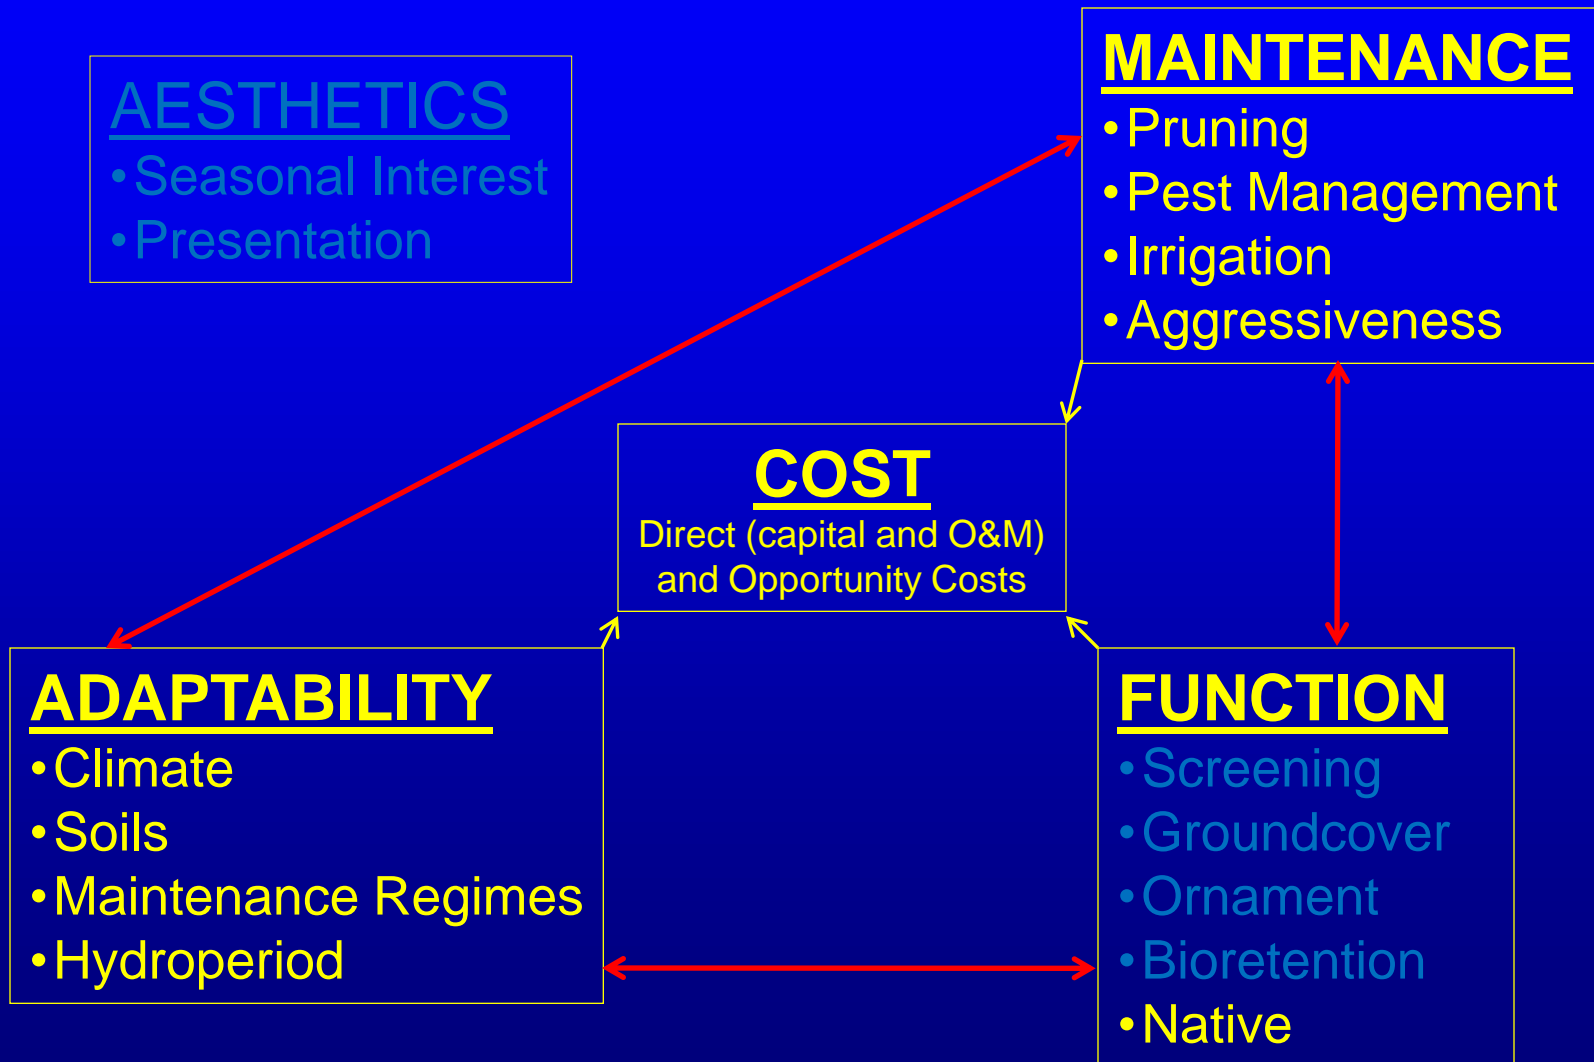 AESTHETICS
•Seasonal Interest
•Presentation
MAINTENANCE
•Pruning
•Pest Management
•Irrigation
•Aggressiveness
COST
Direct (capital and O&M)
and Opportunity Costs
ADAPTABILITY
•Climate
•Soils
•Maintenance Regimes
•Hydroperiod
FUNCTION
•Screening
•Groundcover
•Ornament
•Bioretention
•Native